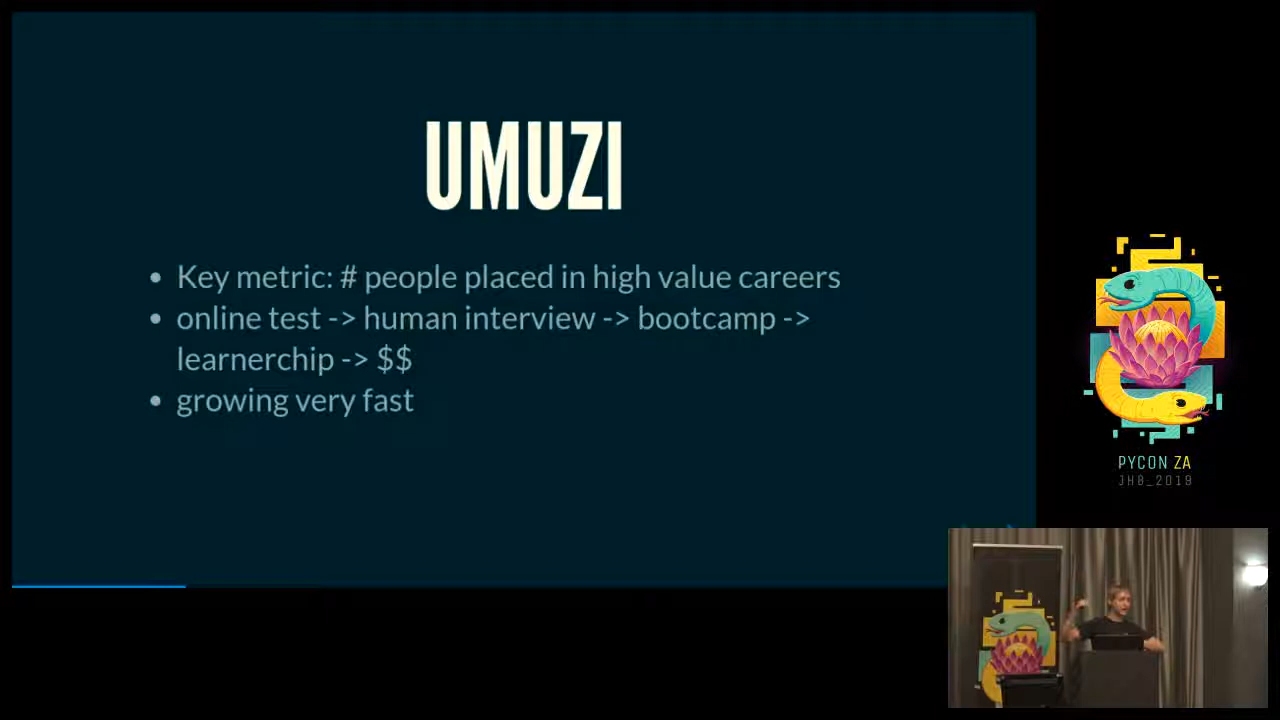 UMUZI
• Key metric: # people placed in high value careers
• online test -> human interview -> bootcamp ->
learnerchip -> $$
• growing very fast
PYCON ZA
JHB_2019